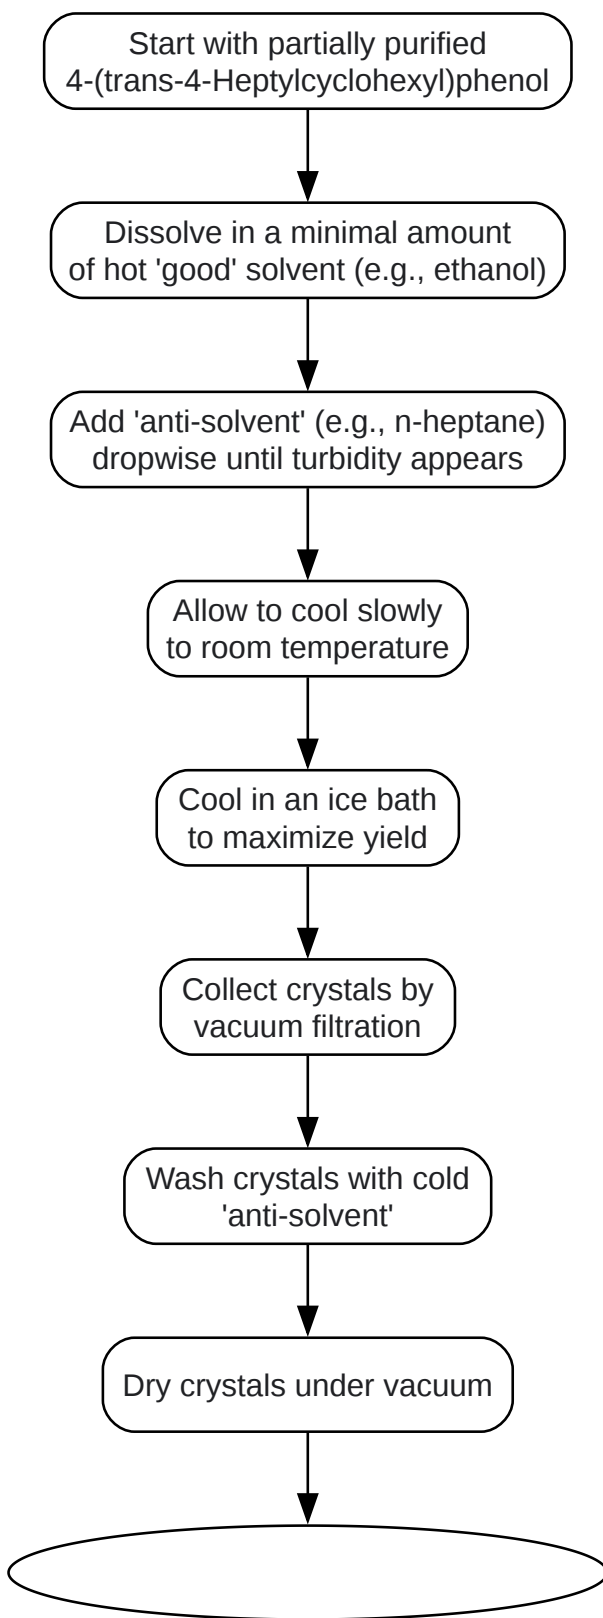 Start with partially purified
4-(trans-4-Heptylcyclohexyl)phenol
Dissolve in a minimal amount
of hot 'good' solvent (e.g., ethanol)
Add 'anti-solvent' (e.g., n-heptane)
dropwise until turbidity appears
Allow to cool slowly
to room temperature
Cool in an ice bath
to maximize yield
Collect crystals by
vacuum filtration
Wash crystals with cold
'anti-solvent'
Dry crystals under vacuum